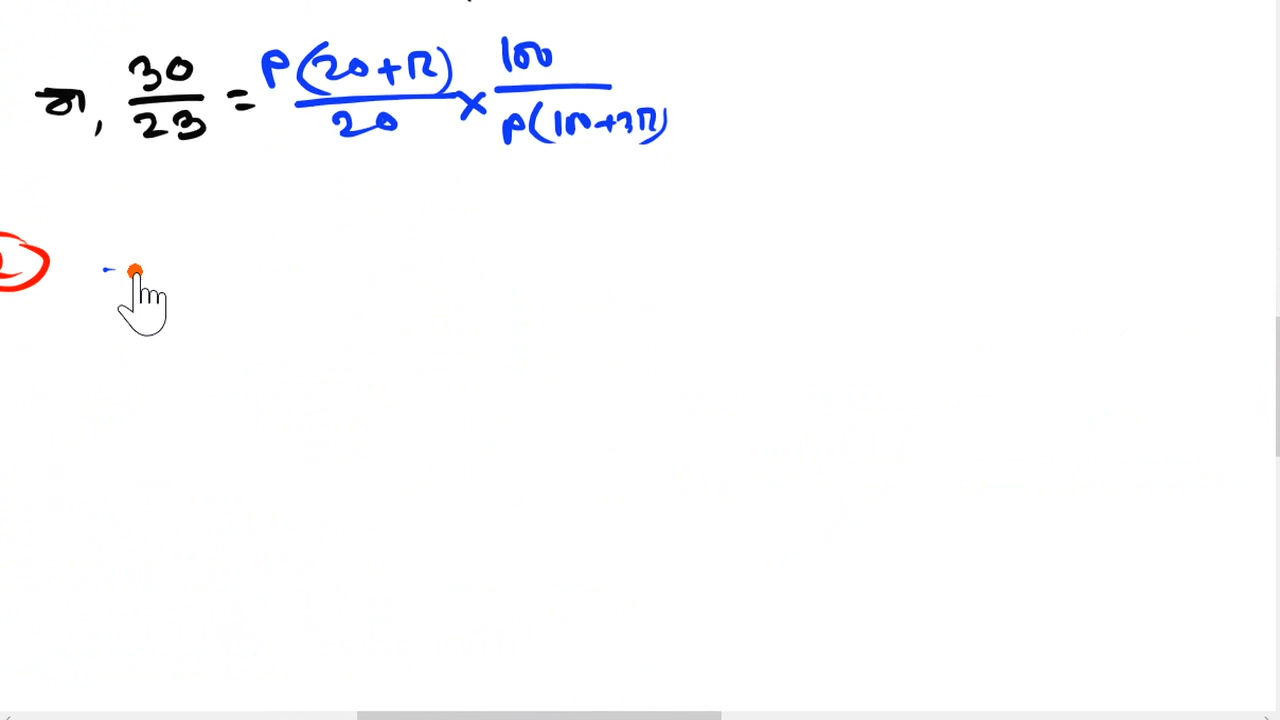 বা, 30/23 = P(20+r)/20 × 100/P(100+3r)